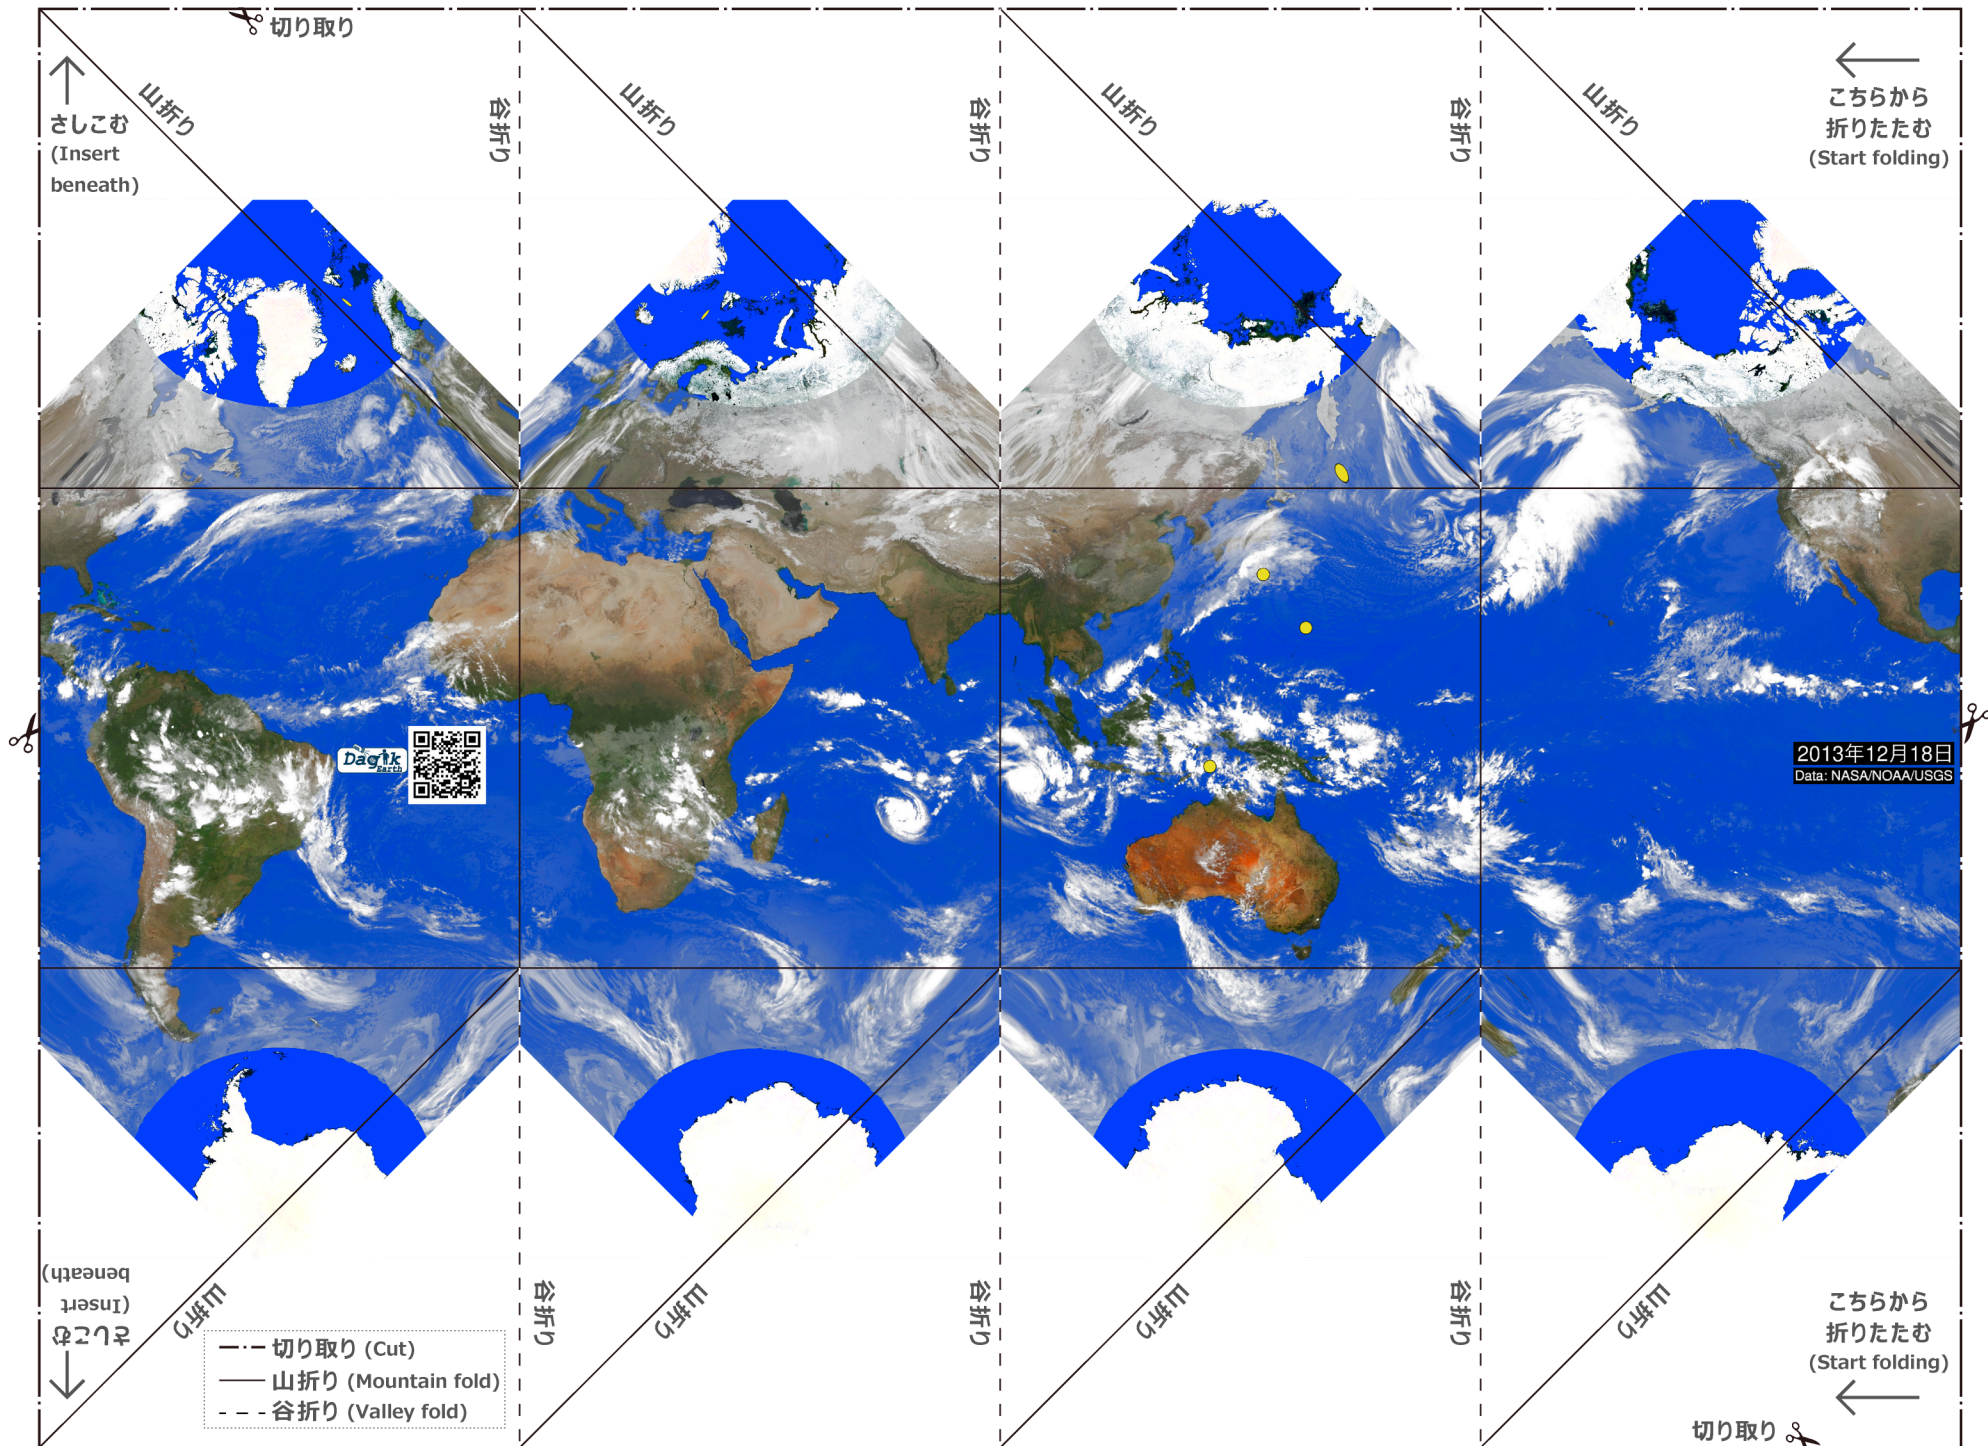 切り取り
山折り
山折り
山折り
山折り
谷折り
谷折り
谷折り
さしこむ
(Insert
beneath)
こちらから
折りたたむ
(Start folding)
Dagik
Earth
2013年12月18日
Data: NASA/NOAA/USGS
さしこむ
(Insert
beneath)
山折り
山折り
山折り
山折り
谷折り
谷折り
谷折り
こちらから
折りたたむ
(Start folding)
切り取り (Cut)
山折り (Mountain fold)
谷折り (Valley fold)
切り取り